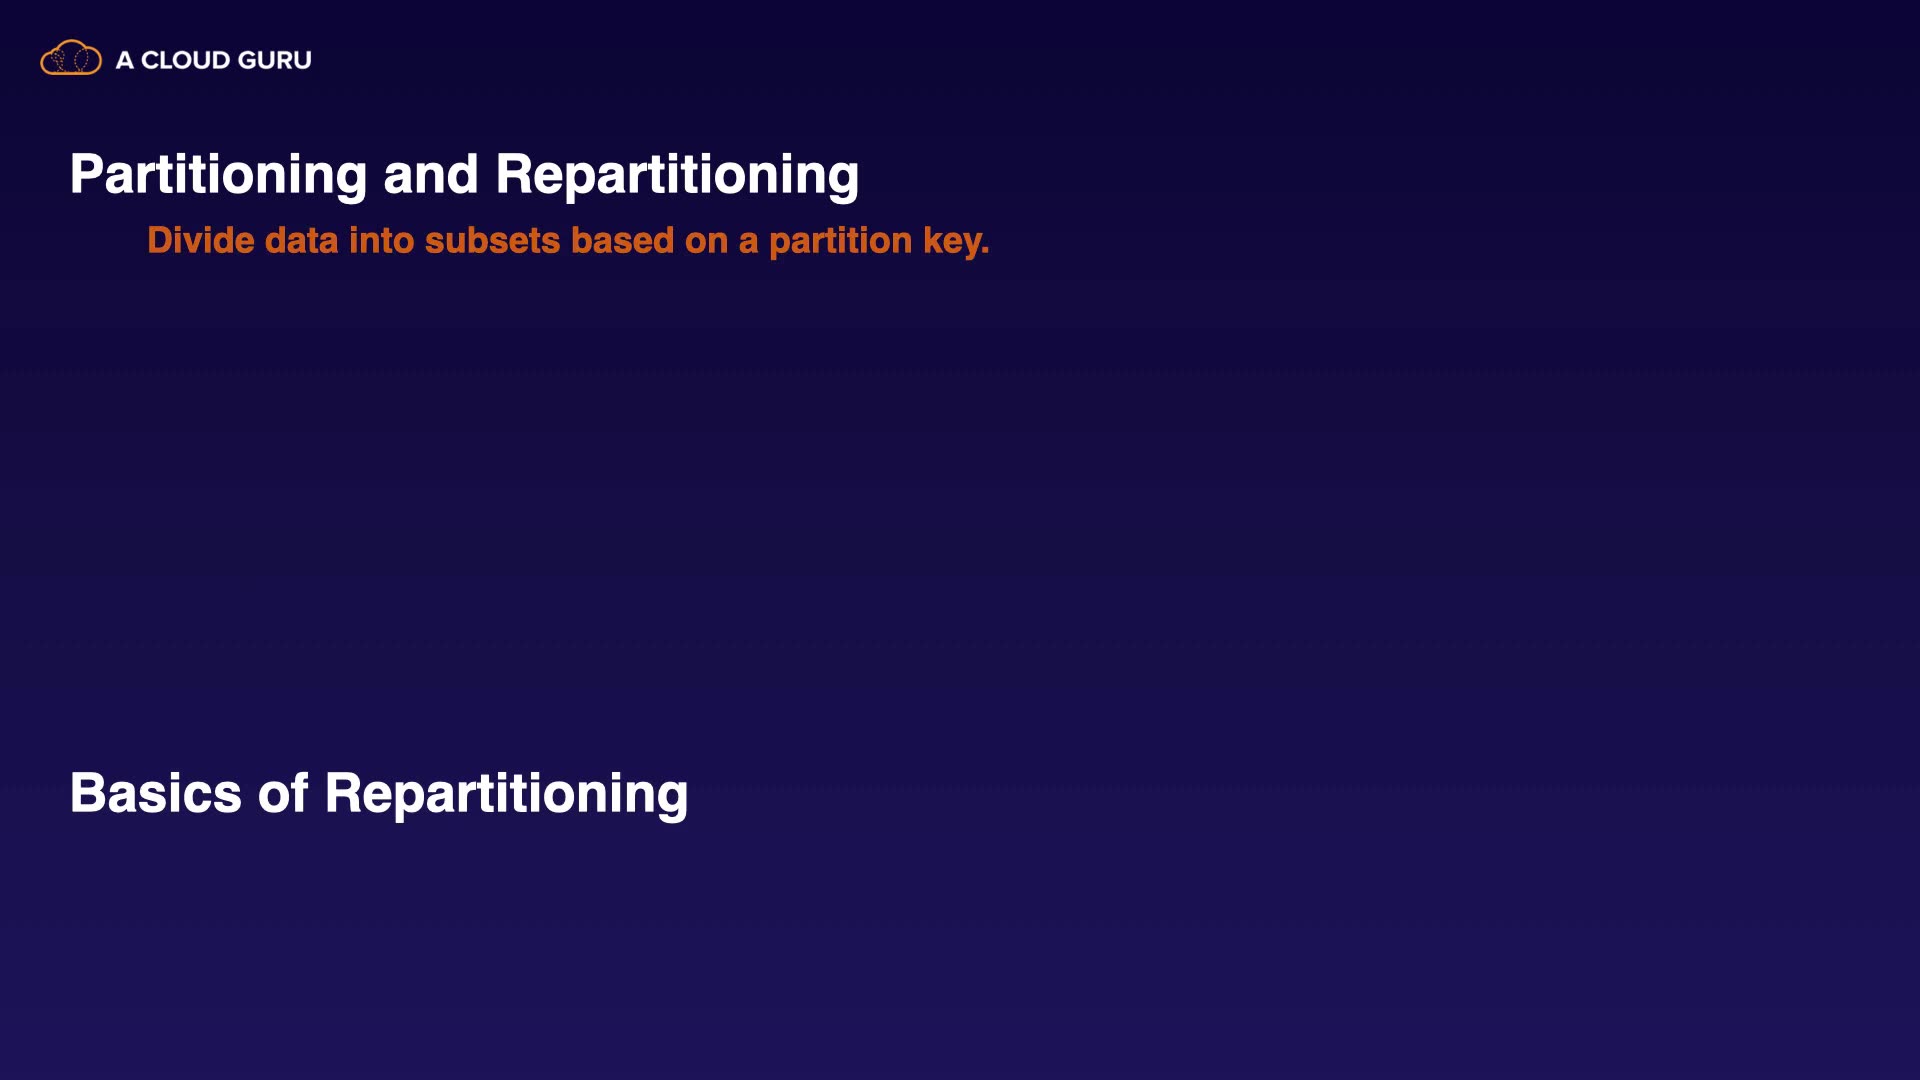 A CLOUD GURU
Partitioning and Repartitioning
Divide data into subsets based on a partition key.
Basics of Repartitioning